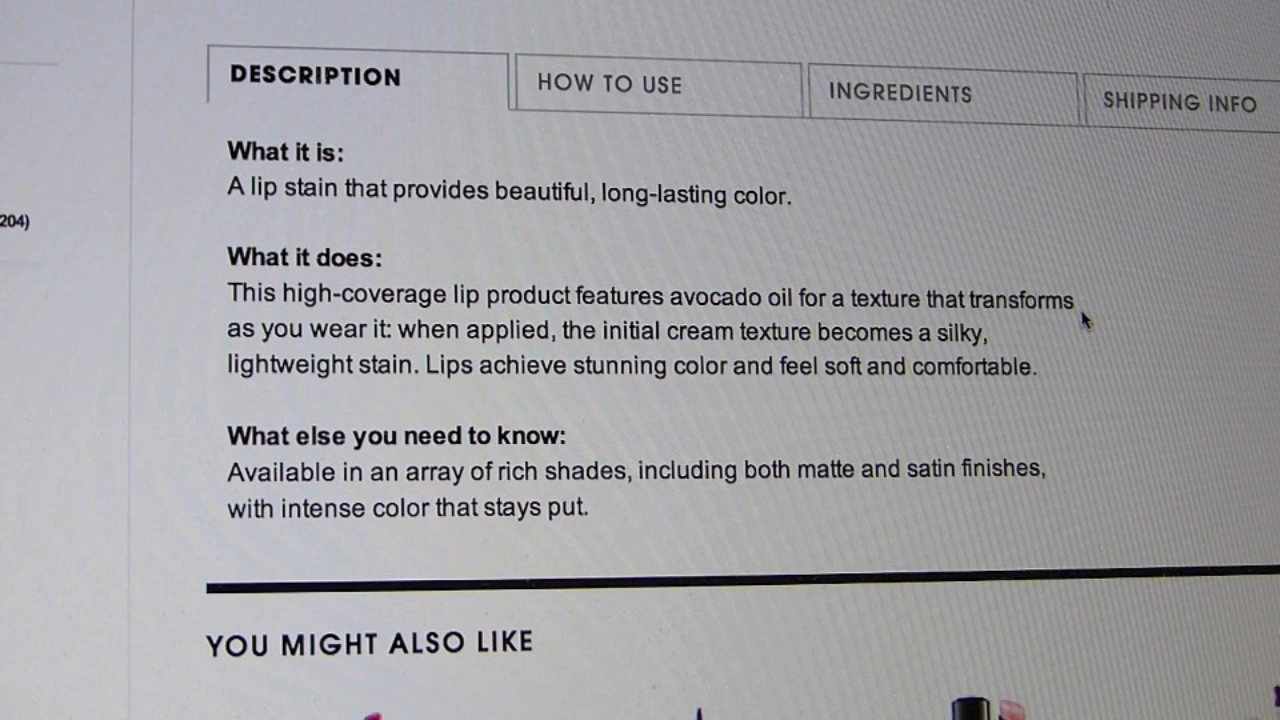 DESCRIPTION
HOW TO USE
INGREDIENTS
SHIPPING INFO
What it is:
A lip stain that provides beautiful, long-lasting color.
204)
What it does:
This high-coverage lip product features avocado oil for a texture that transforms
as you wear it: when applied, the initial cream texture becomes a silky,
lightweight stain. Lips achieve stunning color and feel soft and comfortable.
What else you need to know:
Available in an array of rich shades, including both matte and satin finishes,
with intense color that stays put.
YOU MIGHT ALSO LIKE